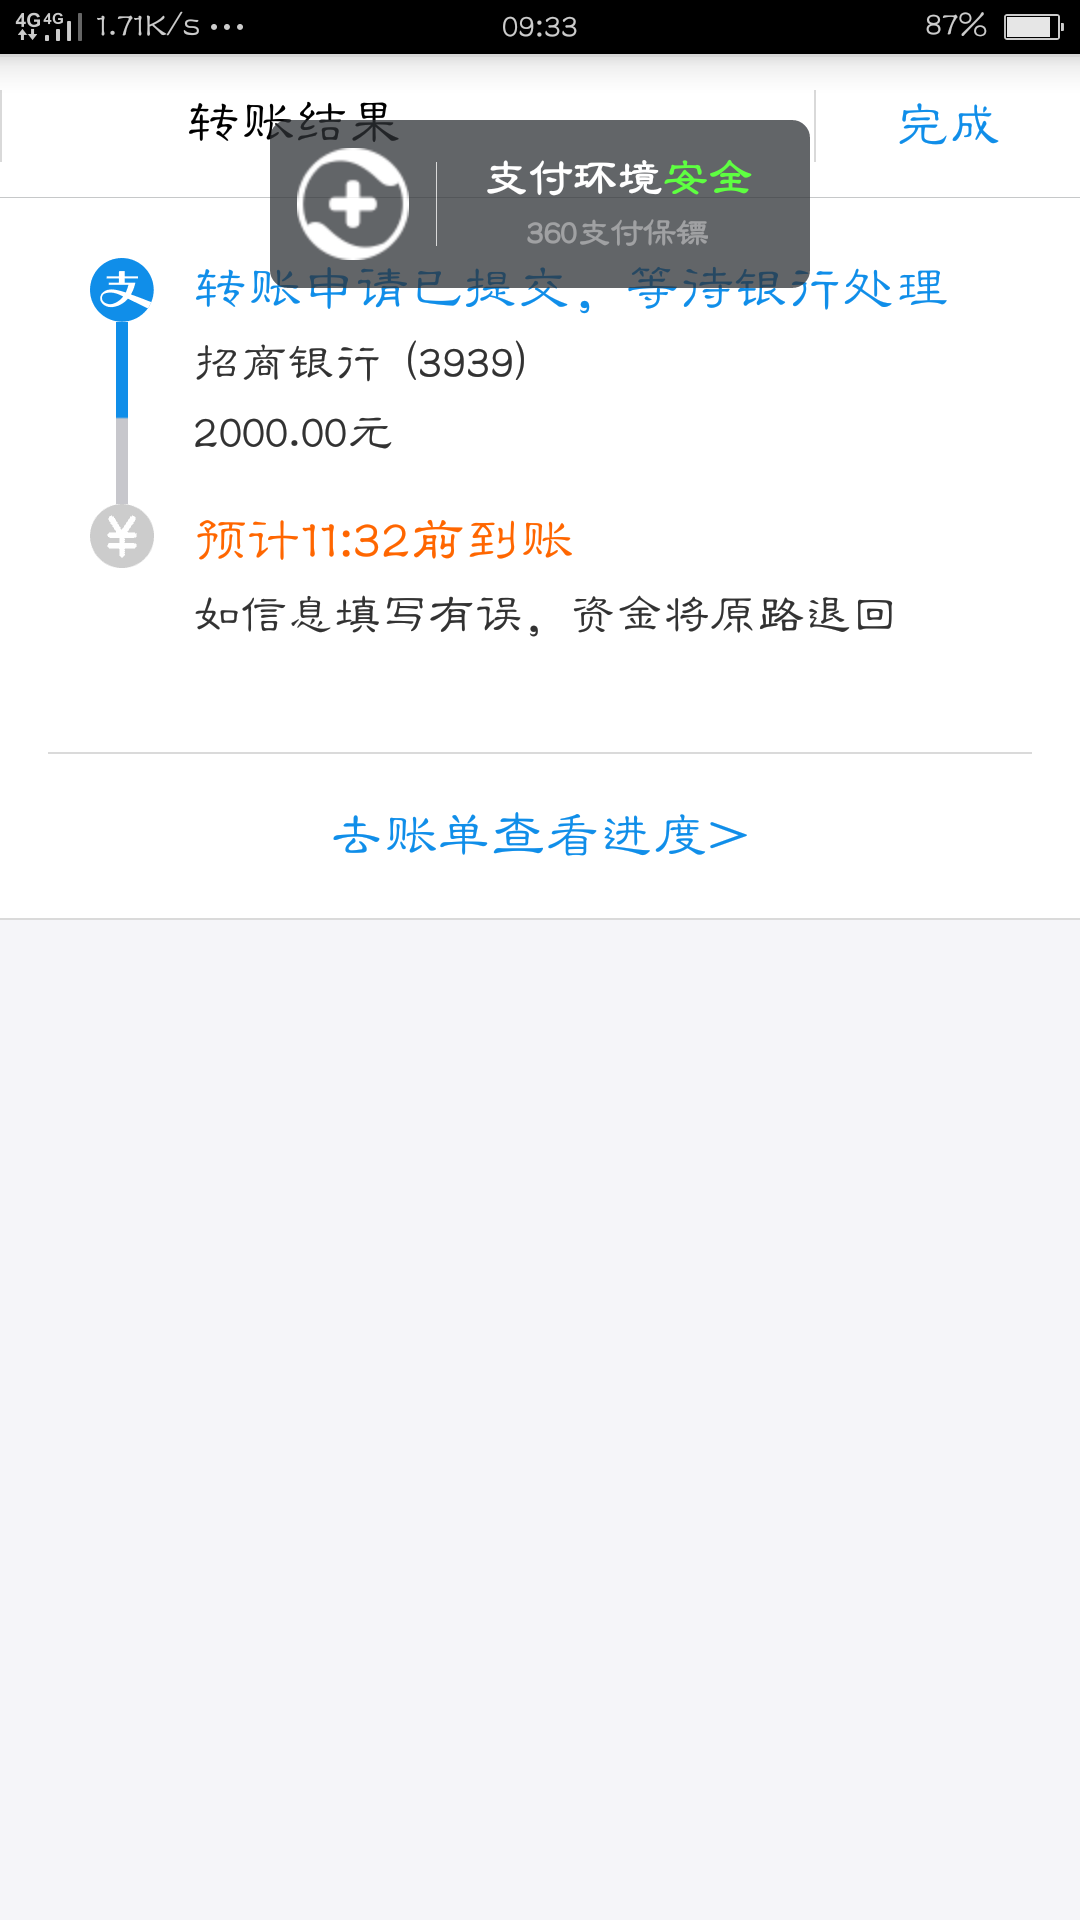 4G 4G 1.71K/s ··· 09:33 87%
转账结果 完成
支付环境安全
360支付保镖
支 转账申请已提交，等待银行处理
招商银行 (3939)
2000.00元
¥ 预计11:32前到账
如信息填写有误，资金将原路退回
去账单查看进度>